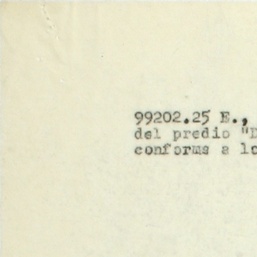 99202.25 E.,
del predio "D
conforme a lo